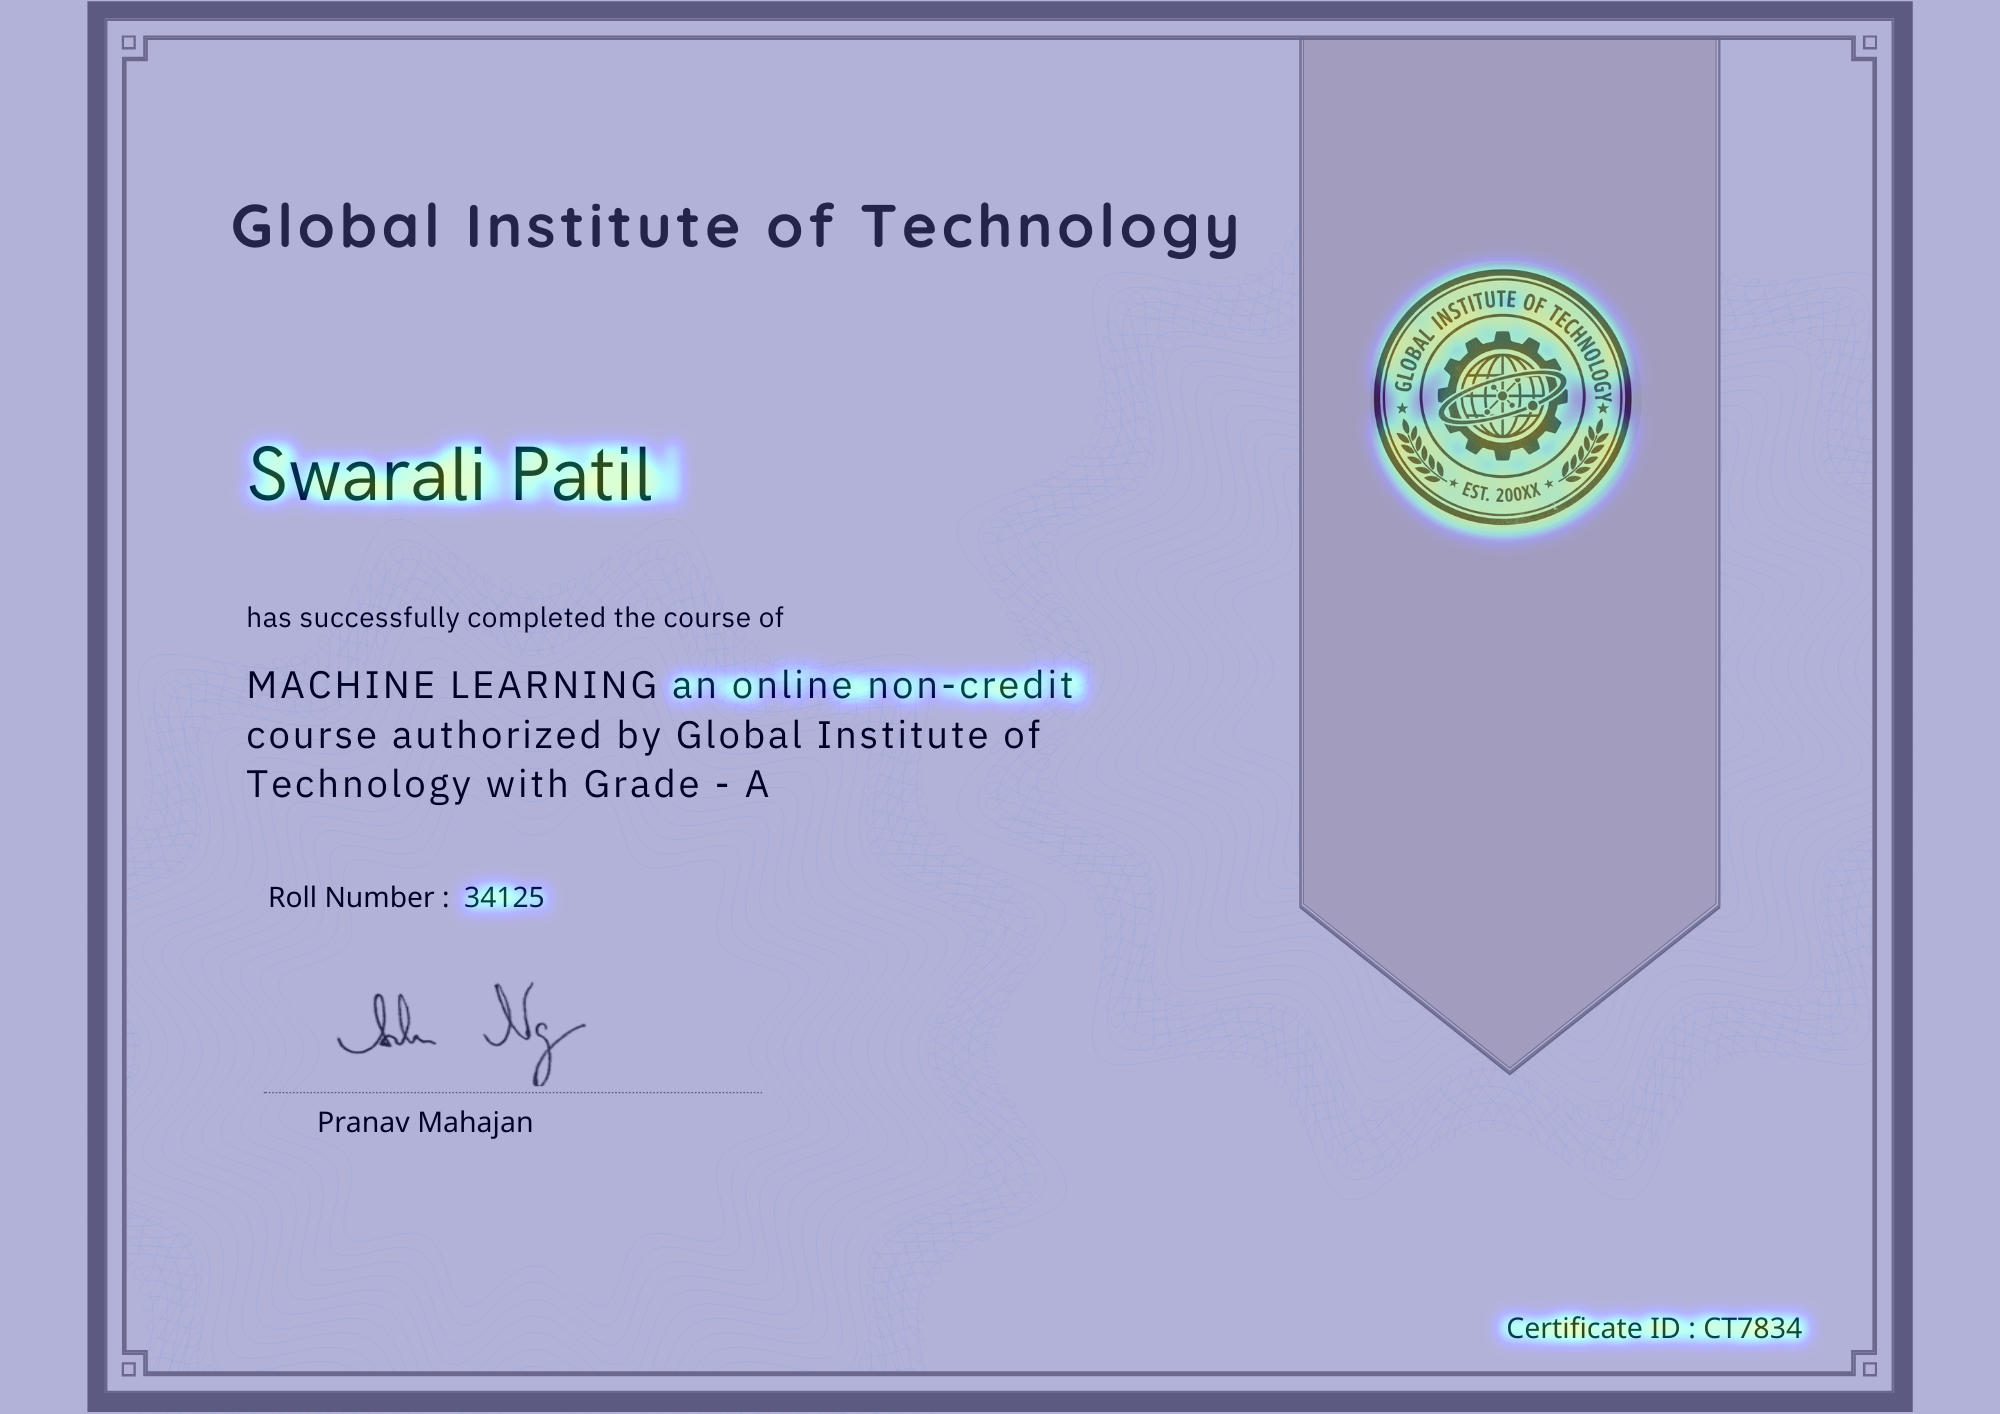 Global Institute of Technology
GLOBAL INSTITUTE OF TECHNOLOGY
EST. 200XX
Swarali Patil
has successfully completed the course of
MACHINE LEARNING an online non-credit
course authorized by Global Institute of
Technology with Grade - A
Roll Number : 34125
Pranav Mahajan
Certificate ID : CT7834